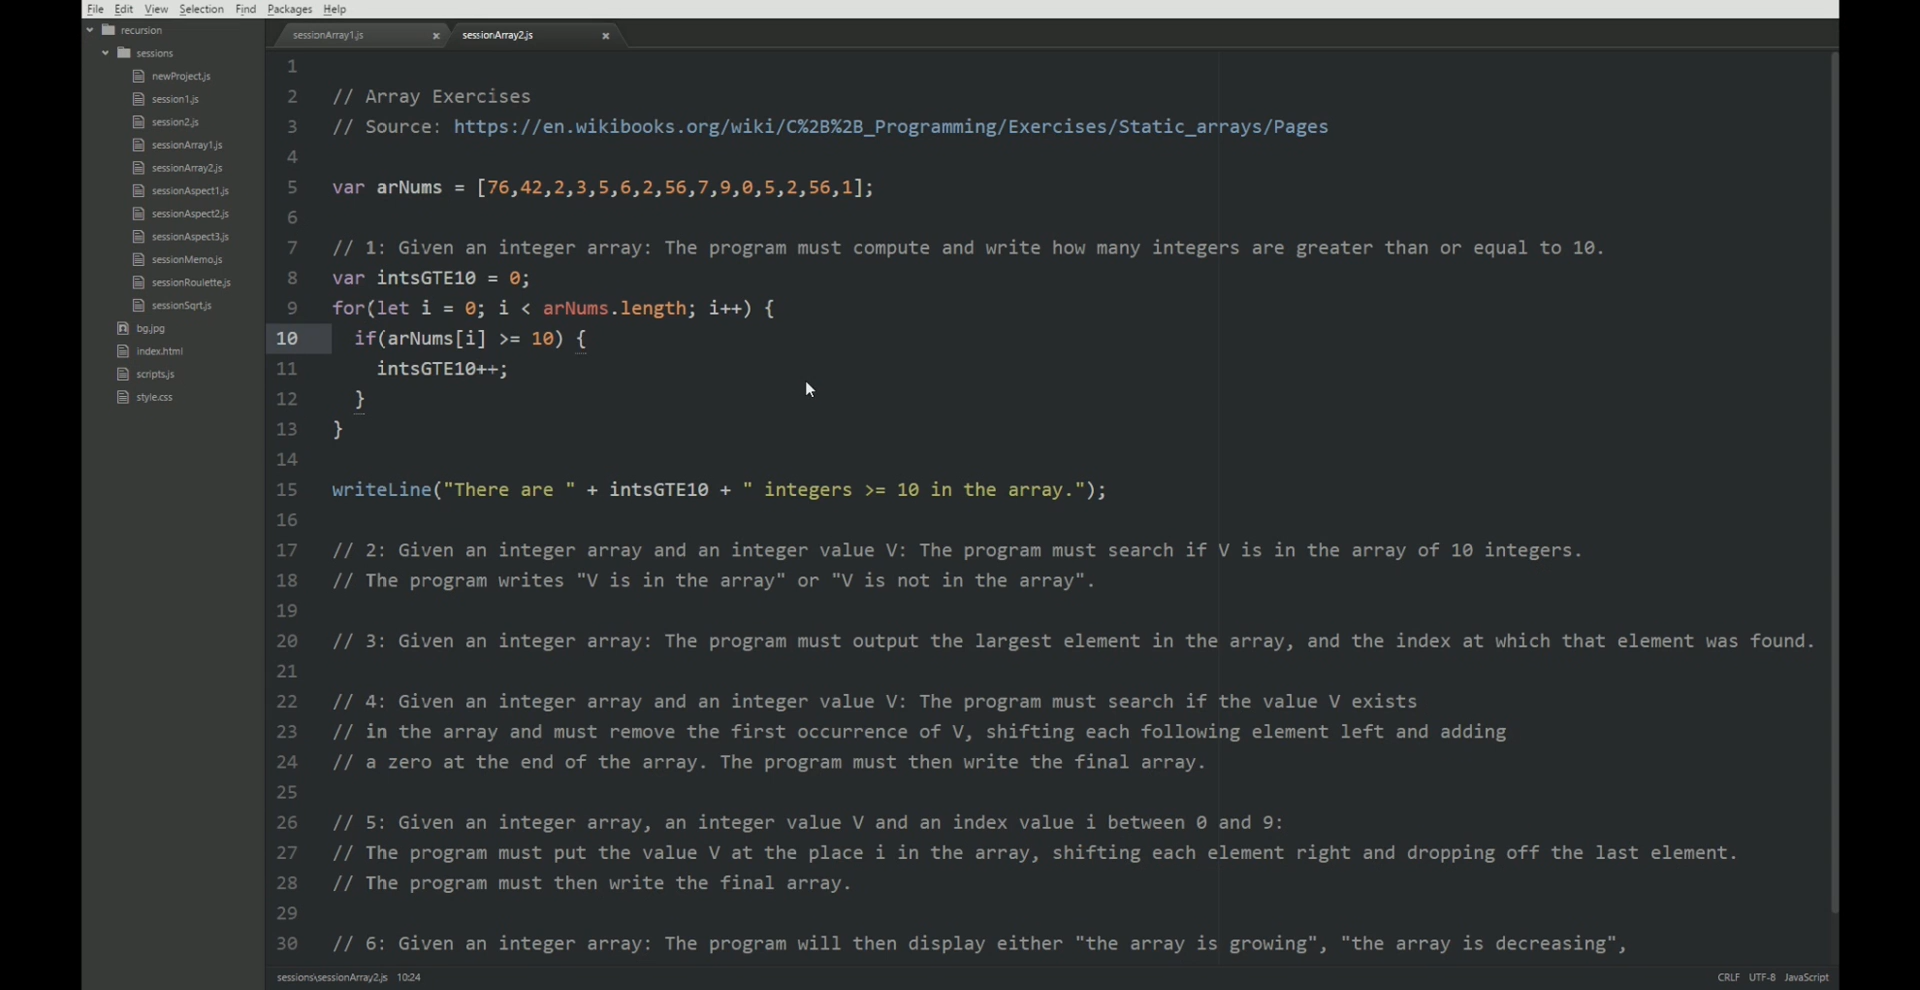 File Edit View Selection Find Packages Help
recursion
sessions
newProject.js
session1.js
session2.js
sessionArray1.js
sessionArray2.js
sessionAspect1.js
sessionAspect2.js
sessionAspect3.js
sessionMemo.js
sessionRoulette.js
sessionSqrt.js
bg.jpg
index.html
scripts.js
style.css
sessionArray1.js × sessionArray2.js ×
1
2 // Array Exercises
3 // Source: https://en.wikibooks.org/wiki/C%2B%2B_Programming/Exercises/Static_arrays/Pages
4
5 var arNums = [76,42,2,3,5,6,2,56,7,9,0,5,2,56,1];
6
7 // 1: Given an integer array: The program must compute and write how many integers are greater than or equal to 10.
8 var intsGTE10 = 0;
9 for(let i = 0; i < arNums.length; i++) {
10 if(arNums[i] >= 10) {
11 intsGTE10++;
12 }
13 }
14
15 writeLine("There are " + intsGTE10 + " integers >= 10 in the array.");
16
17 // 2: Given an integer array and an integer value V: The program must search if V is in the array of 10 integers.
18 // The program writes "V is in the array" or "V is not in the array".
19
20 // 3: Given an integer array: The program must output the largest element in the array, and the index at which that element was found.
21
22 // 4: Given an integer array and an integer value V: The program must search if the value V exists
23 // in the array and must remove the first occurrence of V, shifting each following element left and adding
24 // a zero at the end of the array. The program must then write the final array.
25
26 // 5: Given an integer array, an integer value V and an index value i between 0 and 9:
27 // The program must put the value V at the place i in the array, shifting each element right and dropping off the last element.
28 // The program must then write the final array.
29
30 // 6: Given an integer array: The program will then display either "the array is growing", "the array is decreasing",
sessions\sessionArray2.js 10:24 CRLF UTF-8 JavaScript